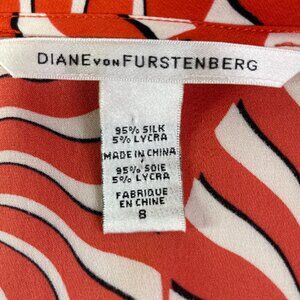 DIANE VON FURSTENBERG
95% SILK
5% LYCRA
MADE IN CHINA
95% SOIE
5% LYCRA
FABRIQUE
EN CHINE
8